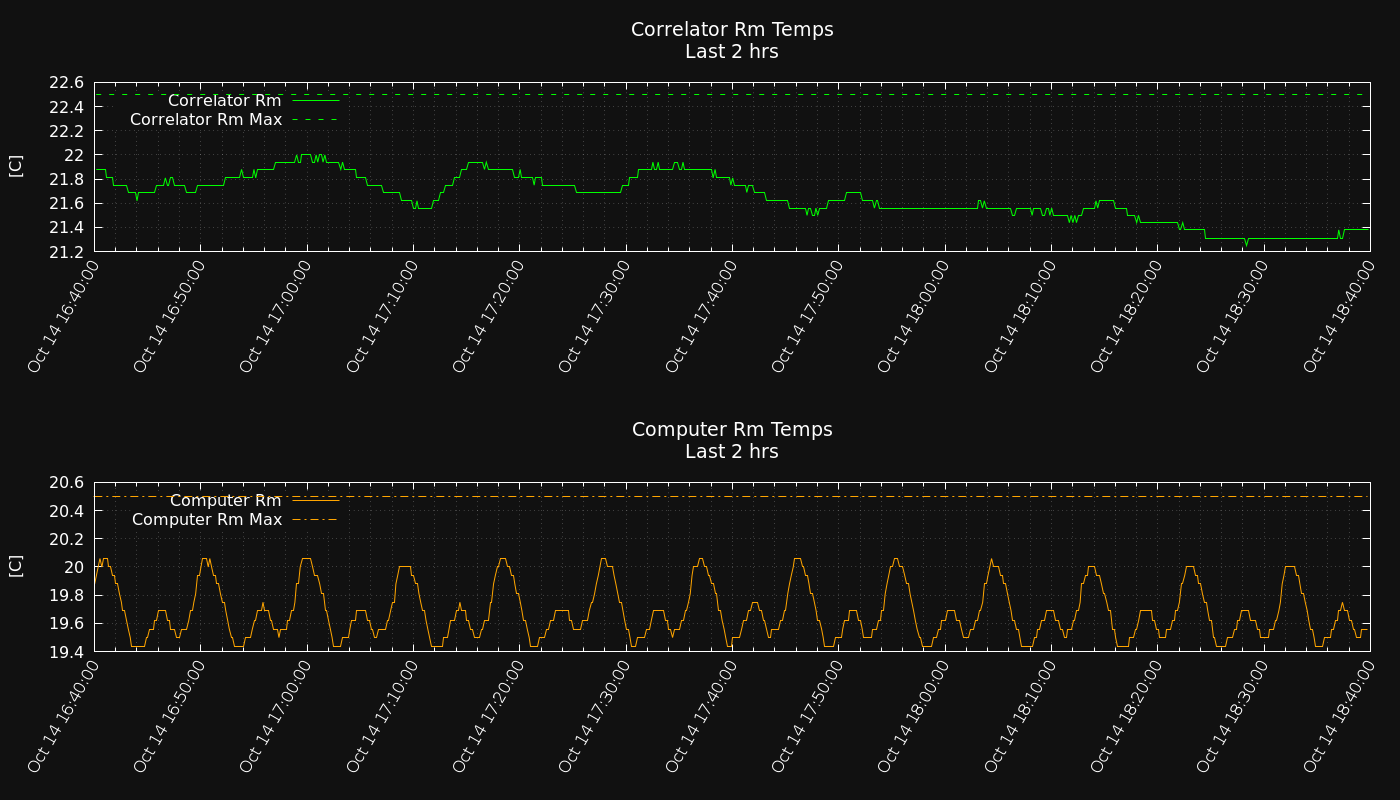 Correlator Rm Temps
Last 2 hrs
22.6
22.4
22.2
22
21.8
21.6
21.4
21.2
[C]
Correlator Rm
Correlator Rm Max
Oct 14 16:40:00
Oct 14 16:50:00
Oct 14 17:00:00
Oct 14 17:10:00
Oct 14 17:20:00
Oct 14 17:30:00
Oct 14 17:40:00
Oct 14 17:50:00
Oct 14 18:00:00
Oct 14 18:10:00
Oct 14 18:20:00
Oct 14 18:30:00
Oct 14 18:40:00
Computer Rm Temps
Last 2 hrs
20.6
20.4
20.2
20
19.8
19.6
19.4
[C]
Computer Rm
Computer Rm Max
Oct 14 16:40:00
Oct 14 16:50:00
Oct 14 17:00:00
Oct 14 17:10:00
Oct 14 17:20:00
Oct 14 17:30:00
Oct 14 17:40:00
Oct 14 17:50:00
Oct 14 18:00:00
Oct 14 18:10:00
Oct 14 18:20:00
Oct 14 18:30:00
Oct 14 18:40:00